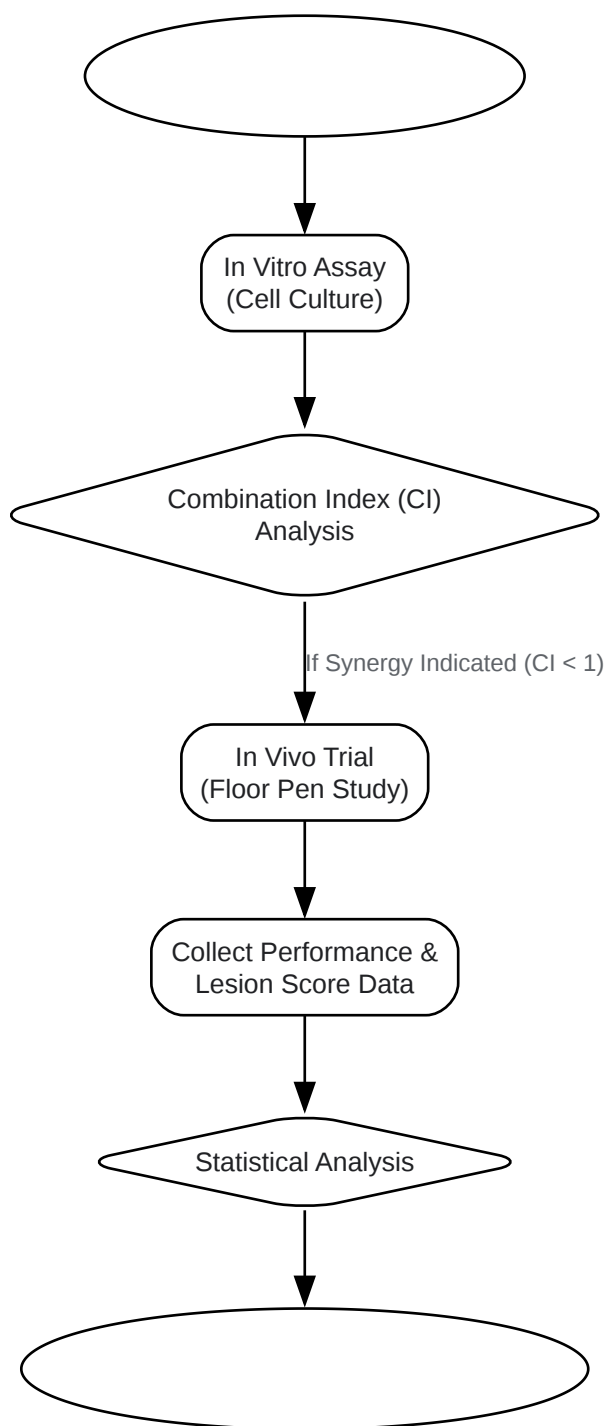 In Vitro Assay
(Cell Culture)
Combination Index (CI)
Analysis
If Synergy Indicated (CI < 1)
In Vivo Trial
(Floor Pen Study)
Collect Performance &
Lesion Score Data
Statistical Analysis